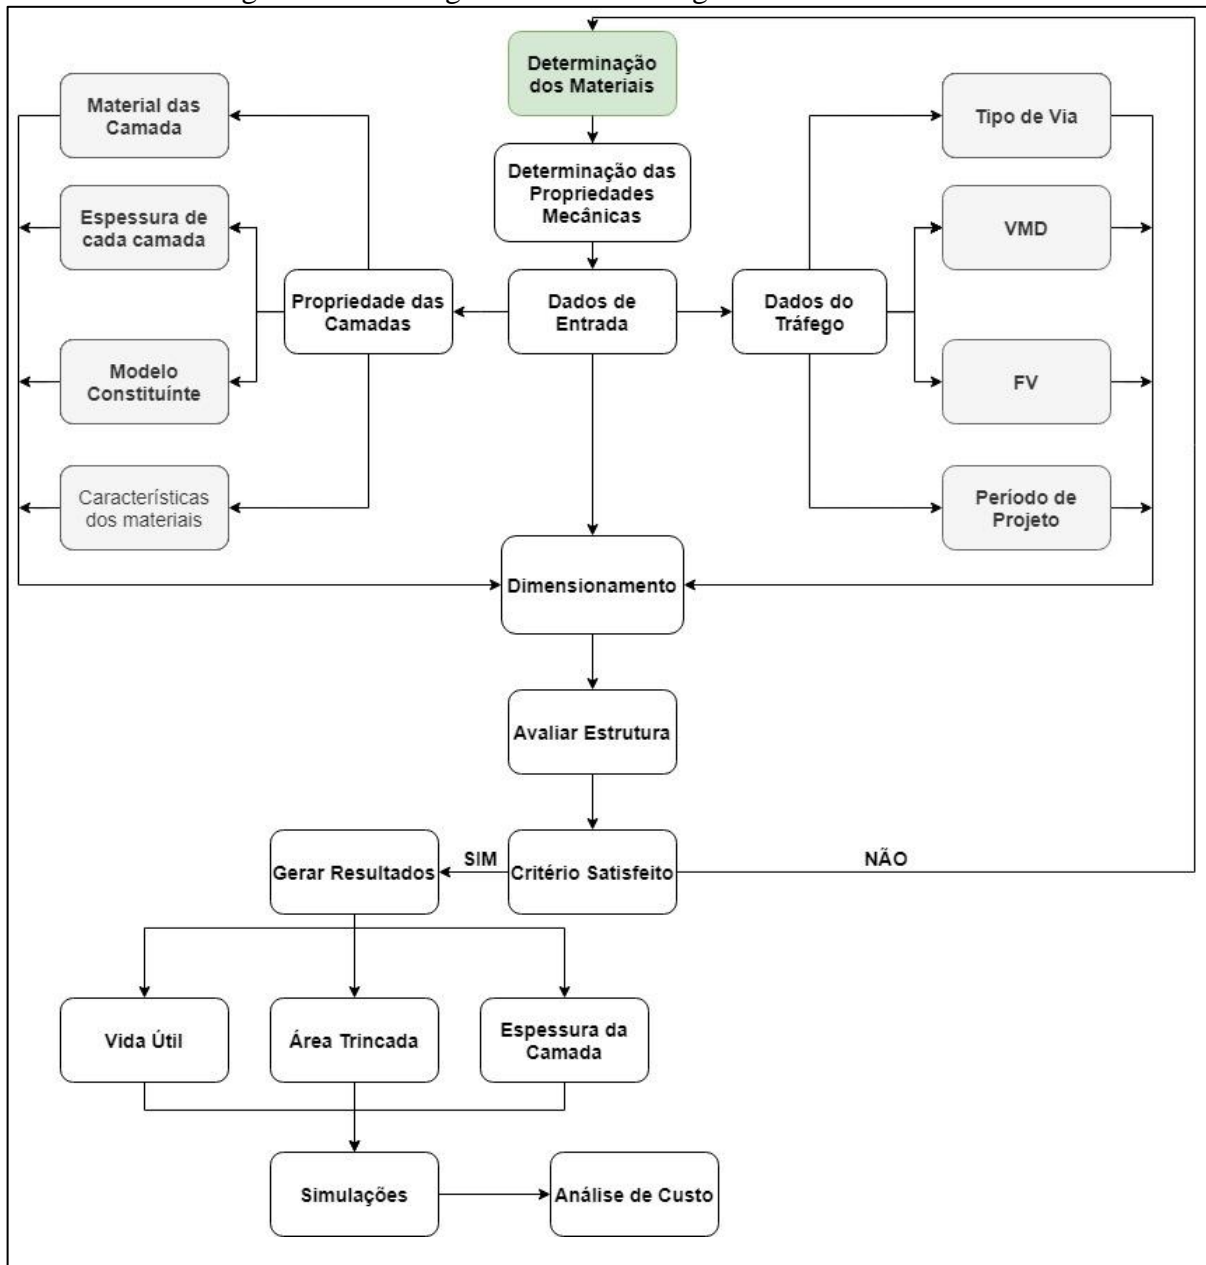 Determinação
dos Materiais
Material das
Camada
Tipo de Via
Determinação das
Propriedades
Mecânicas
Espessura de
cada camada
VMD
Propriedade das
Camadas
Dados de
Entrada
Dados do
Tráfego
Modelo
Constituínte
FV
Características
dos materiais
Período de
Projeto
Dimensionamento
Avaliar Estrutura
Gerar Resultados
SIM
Critério Satisfeito
NÃO
Vida Útil
Área Trincada
Espessura da
Camada
Simulações
Análise de Custo